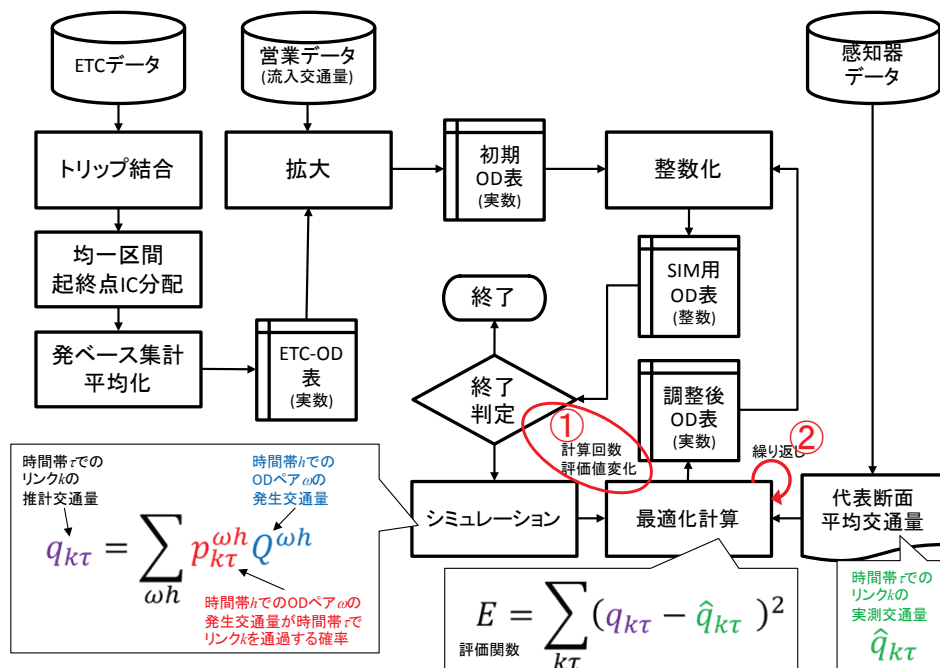 ETCデータ
営業データ
(流入交通量)
感知器
データ
トリップ結合
拡大
初期
OD表
(実数)
整数化
均一区間
起終点IC分配
SIM用
OD表
(整数)
終了
発ベース集計
平均化
ETC-OD
表
(実数)
終了
判定
調整後
OD表
(実数)
①
計算回数
評価値変化
②
繰り返し
シミュレーション
最適化計算
代表断面
平均交通量
時間帯τでの
リンクkの
推計交通量
時間帯hでの
ODペアωの
発生交通量
q_{kτ} = \sum_{ωh} p_{kτ}^{ωh} Q^{ωh}
時間帯hでのODペアωの
発生交通量が時間帯τで
リンクkを通過する確率
E = \sum_{kτ} (q_{kτ} − \hat{q}_{kτ})^2
評価関数
時間帯τでの
リンクkの
実測交通量
\hat{q}_{kτ}